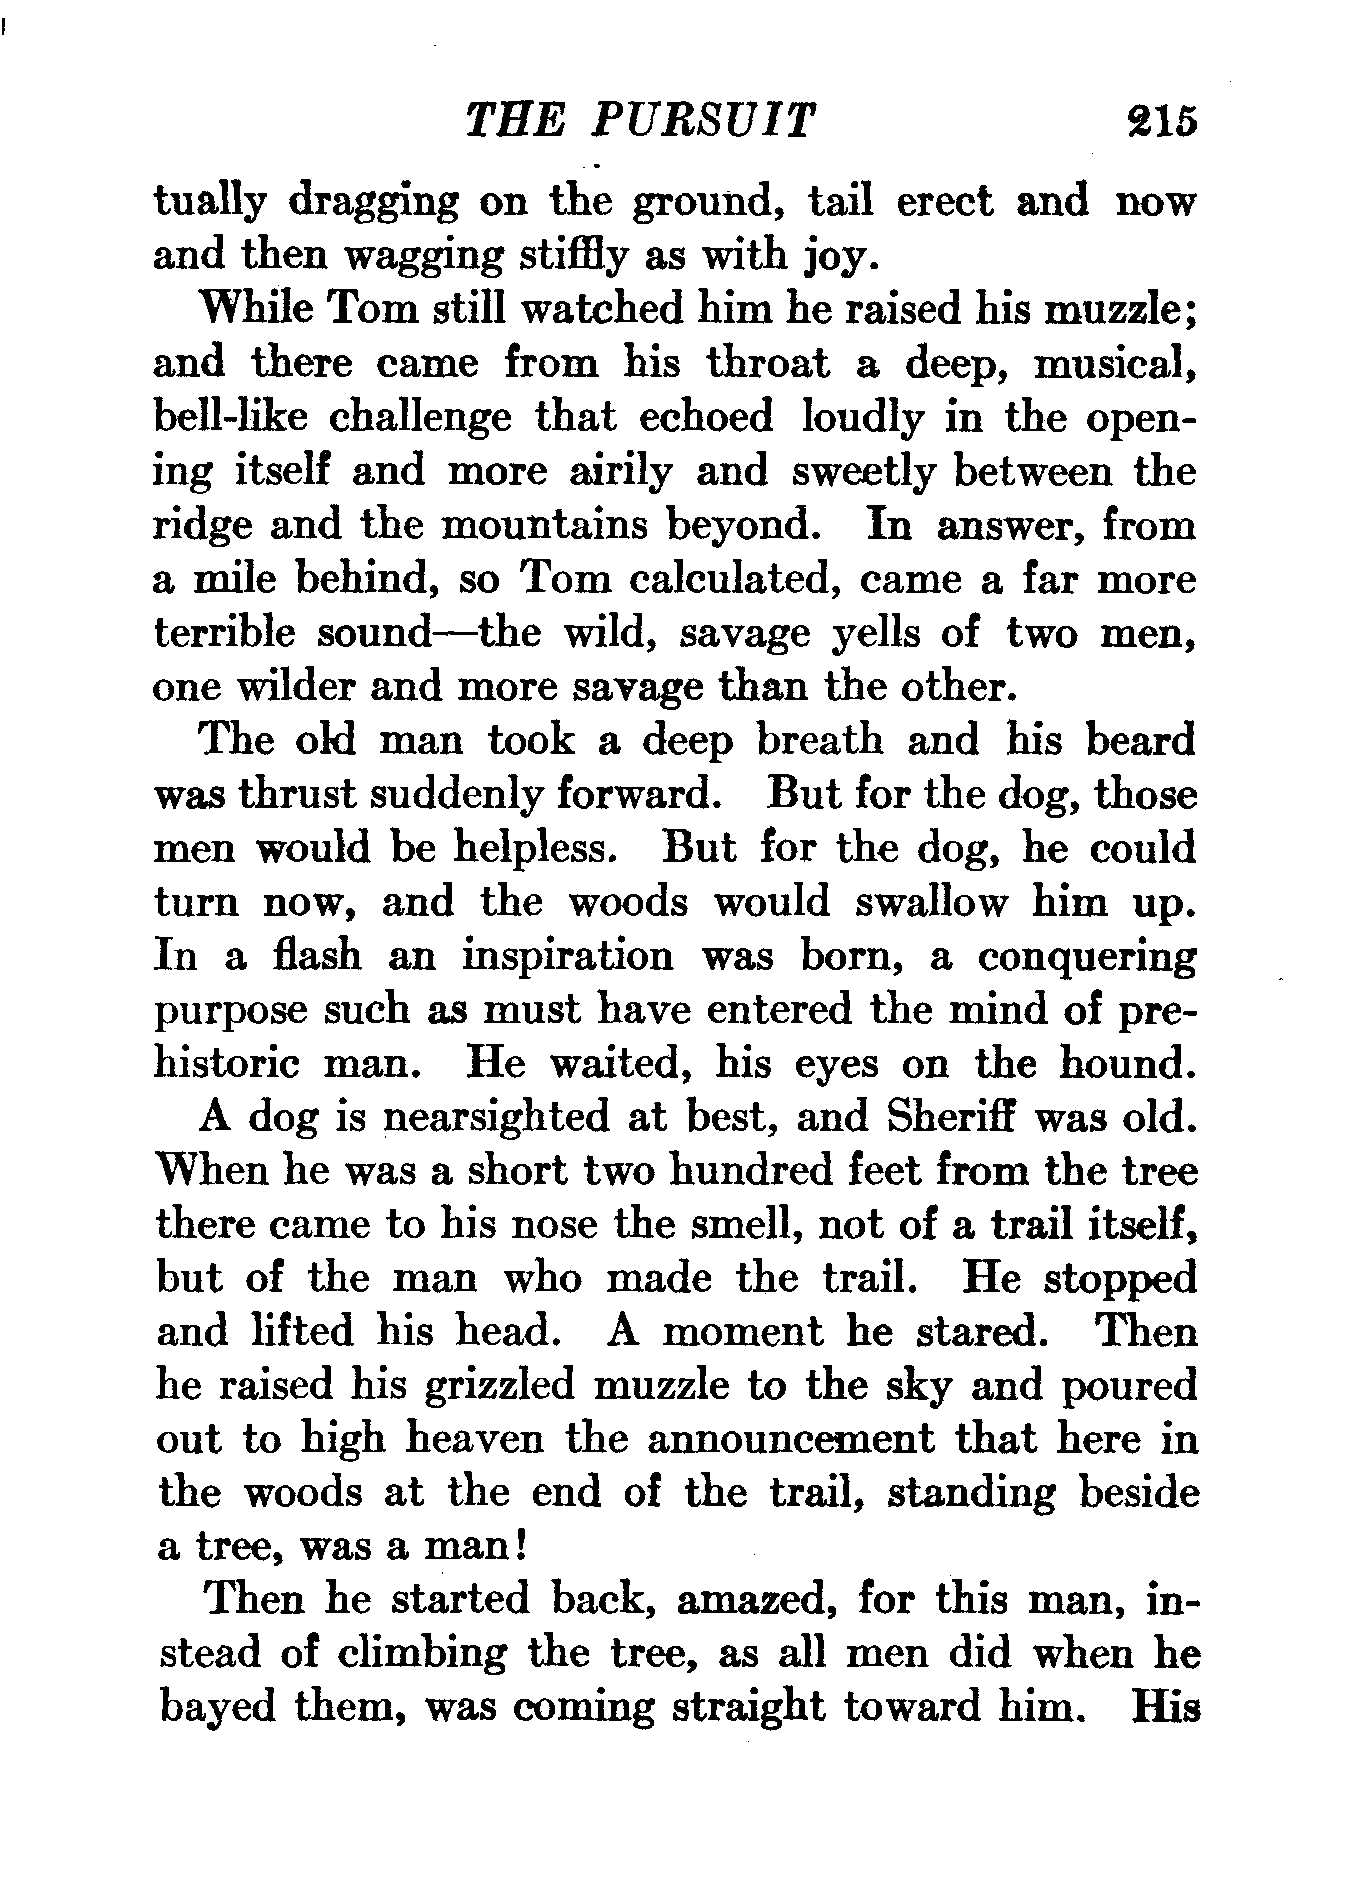 THE PURSUIT 215
tually dragging on the ground, tail erect and now
and then wagging stiffly as with joy.
While Tom still watched him he raised his muzzle;
and there came from his throat a deep, musical,
bell-like challenge that echoed loudly in the open-
ing itself and more airily and sweetly between the
ridge and the mountains beyond. In answer, from
a mile behind, so Tom calculated, came a far more
terrible sound—the wild, savage yells of two men,
one wilder and more savage than the other.
The old man took a deep breath and his beard
was thrust suddenly forward. But for the dog, those
men would be helpless. But for the dog, he could
turn now, and the woods would swallow him up.
In a flash an inspiration was born, a conquering
purpose such as must have entered the mind of pre-
historic man. He waited, his eyes on the hound.
A dog is nearsighted at best, and Sheriff was old.
When he was a short two hundred feet from the tree
there came to his nose the smell, not of a trail itself,
but of the man who made the trail. He stopped
and lifted his head. A moment he stared. Then
he raised his grizzled muzzle to the sky and poured
out to high heaven the announcement that here in
the woods at the end of the trail, standing beside
a tree, was a man!
Then he started back, amazed, for this man, in-
stead of climbing the tree, as all men did when he
bayed them, was coming straight toward him. His